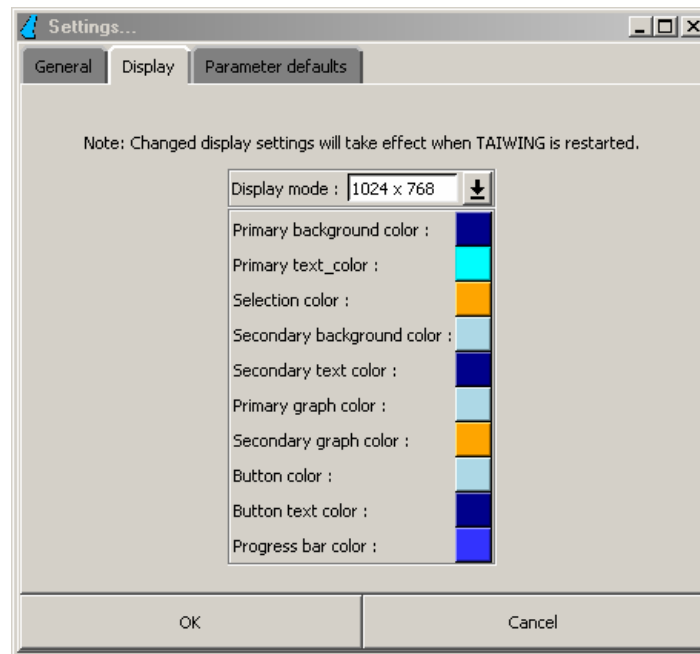 Settings...
General Display Parameter defaults
Note: Changed display settings will take effect when TAIWING is restarted.
Display mode : 1024 x 768
Primary background color :
Primary text_color :
Selection color :
Secondary background color :
Secondary text color :
Primary graph color :
Secondary graph color :
Button color :
Button text color :
Progress bar color :
OK Cancel